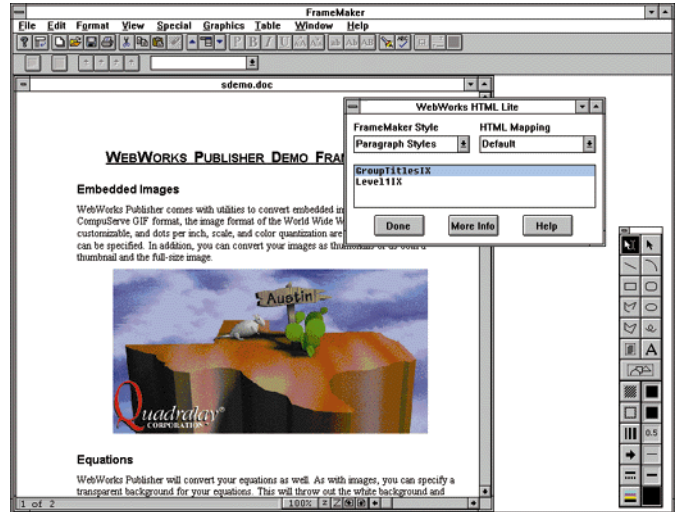 FrameMaker
File Edit Format View Special Graphics Table Window Help
sdemo.doc
WebWorks HTML Lite
FrameMaker Style HTML Mapping
Paragraph Styles Default
GroupTitlesIX
Level1IX
Done More Info Help
WEBWORKS PUBLISHER DEMO FRA
Embedded Images
WebWorks Publisher comes with utilities to convert embedded im
CompuServe GIF format, the image format of the World Wide W
customizable, and dots per inch, scale, and color quantization are
can be specified. In addition, you can convert your images as
thumbnail and the full-size image.
Austin
Quadralay®
CORPORATION
Equations
WebWorks Publisher will convert your equations as well. As with images, you can specify a
transparent background for your equations. This will throw out the white background and
A
0.5
1 of 2 100%